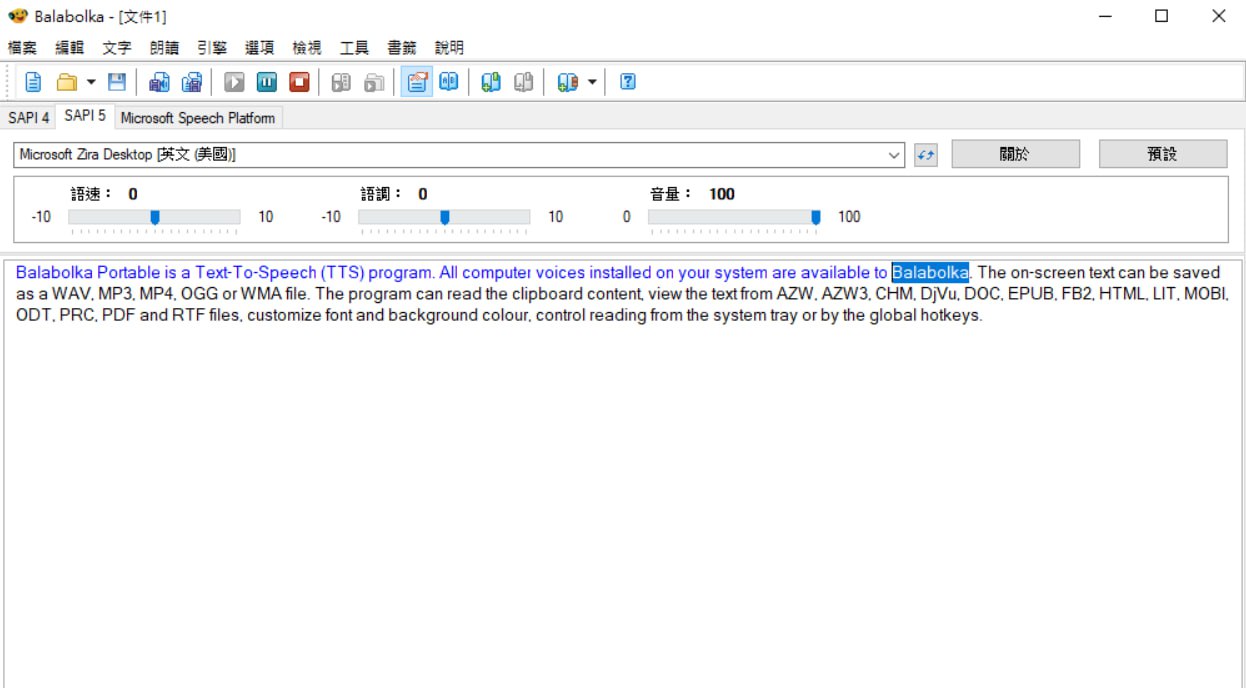 Balabolka - [文件1]
檔案 編輯 文字 朗讀 引擎 選項 檢視 工具 書籤 說明
SAPI 4 SAPI 5 Microsoft Speech Platform
Microsoft Zira Desktop [英文 (美國)] 關於 預設
語速： 0 語調： 0 音量： 100
-10 10 -10 10 0 100
Balabolka Portable is a Text-To-Speech (TTS) program. All computer voices installed on your system are available to Balabolka. The on-screen text can be saved
as a WAV, MP3, MP4, OGG or WMA file. The program can read the clipboard content, view the text from AZW, AZW3, CHM, DjVu, DOC, EPUB, FB2, HTML, LIT, MOBI,
ODT, PRC, PDF and RTF files, customize font and background colour, control reading from the system tray or by the global hotkeys.